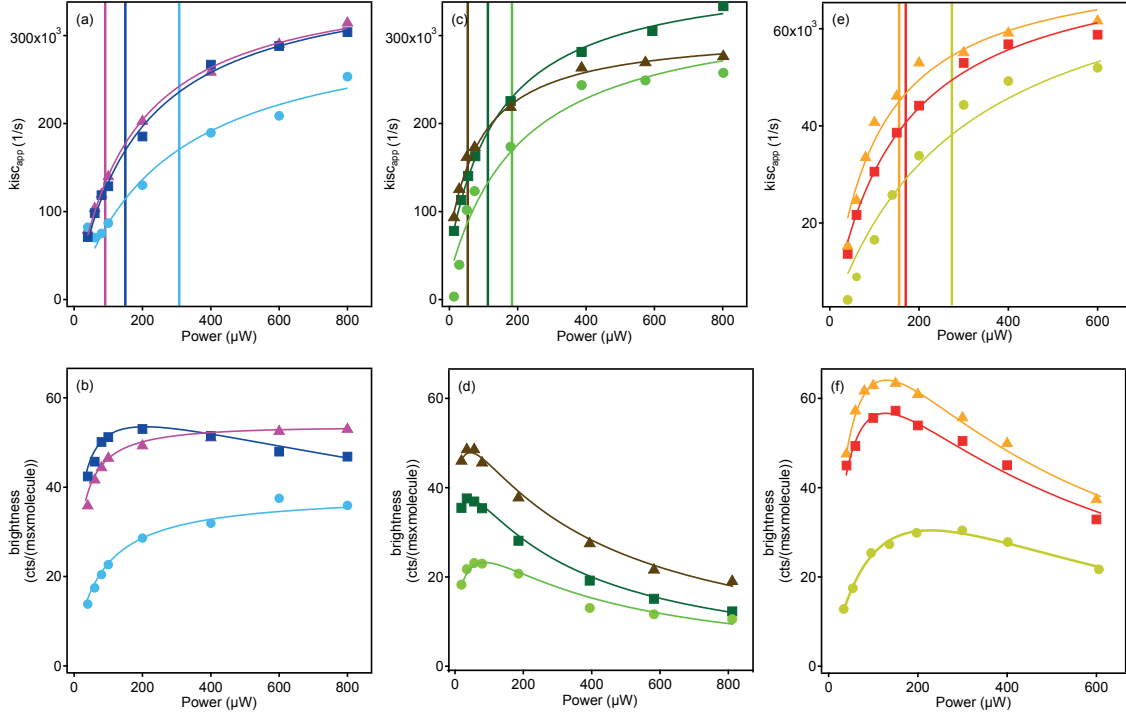 (a)
300x10³
200
100
0
kisc_app (1/s)
0 200 400 600 800
Power (µW)
(c)
300x10³
200
100
0
kisc_app (1/s)
0 200 400 600 800
Power (µW)
(e)
60x10³
40
20
kisc_app (1/s)
0 200 400 600
Power (µW)
(b)
60
40
20
0
brightness
(cts/(msxmolecule))
0 200 400 600 800
Power (µW)
(d)
60
40
20
0
brightness
(cts/(msxmolecule))
0 200 400 600 800
Power (µW)
(f)
60
40
20
0
brightness
(cts/(msxmolecule))
0 200 400 600
Power (µW)